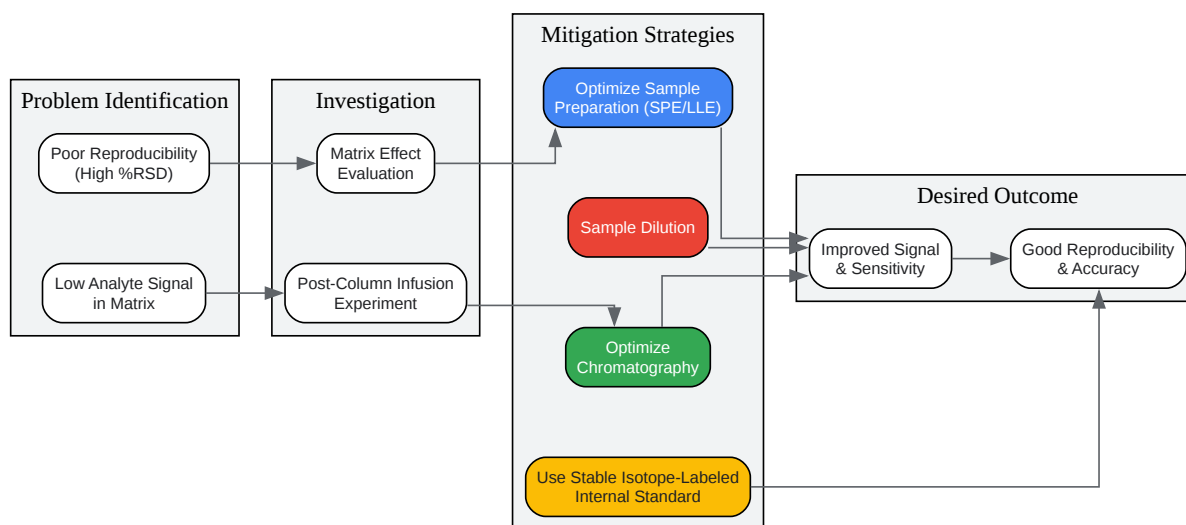 Problem Identification
Poor Reproducibility
(High %RSD)
Low Analyte Signal
in Matrix
Investigation
Matrix Effect
Evaluation
Post-Column Infusion
Experiment
Mitigation Strategies
Optimize Sample
Preparation (SPE/LLE)
Sample Dilution
Optimize
Chromatography
Use Stable Isotope-Labeled
Internal Standard
Desired Outcome
Improved Signal
& Sensitivity
Good Reproducibility
& Accuracy